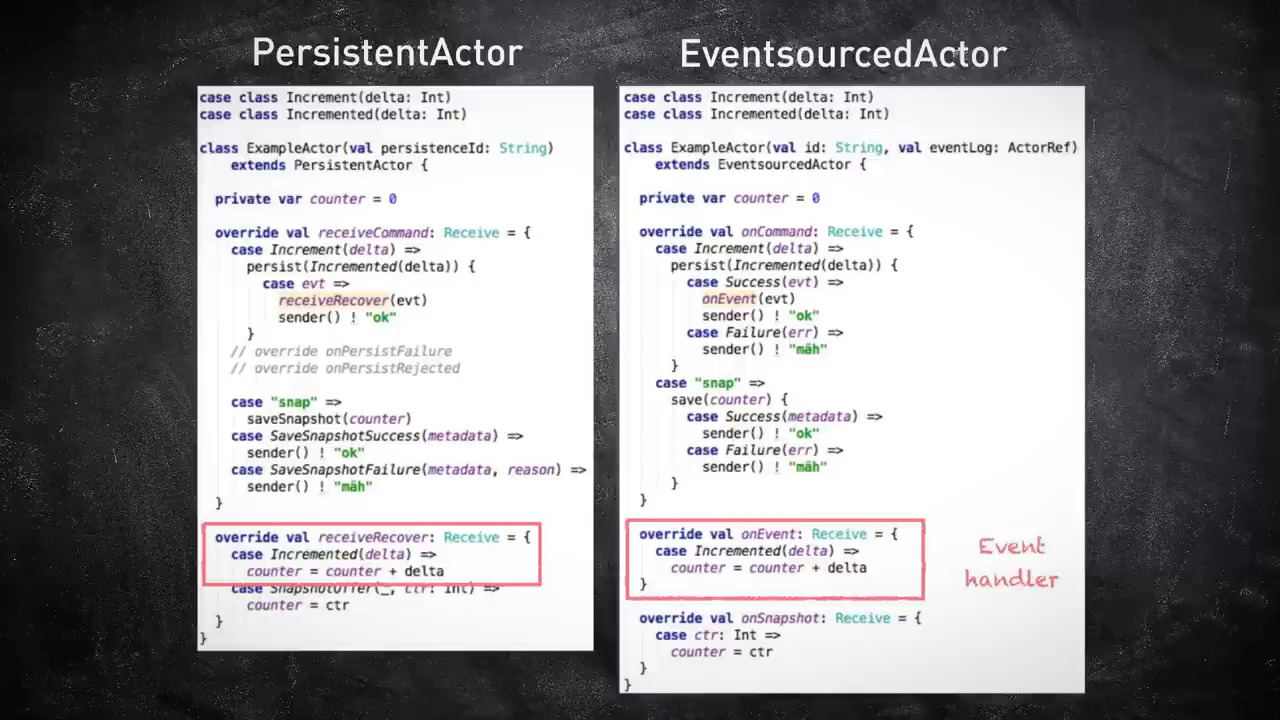 PersistentActor
case class Increment(delta: Int)
case class Incremented(delta: Int)
class ExampleActor(val persistenceId: String)
extends PersistentActor {
private var counter = 0
override val receiveCommand: Receive = {
case Increment(delta) =>
persist(Incremented(delta)) {
case evt =>
receiveRecover(evt)
sender() ! "ok"
}
// override onPersistFailure
// override onPersistRejected
case "snap" =>
saveSnapshot(counter)
case SaveSnapshotSuccess(metadata) =>
sender() ! "ok"
case SaveSnapshotFailure(metadata, reason) =>
sender() ! "mäh"
}
override val receiveRecover: Receive = {
case Incremented(delta) =>
counter = counter + delta
case SnapshotOffer(_, ctr: Int) =>
counter = ctr
}
}
EventsourcedActor
case class Increment(delta: Int)
case class Incremented(delta: Int)
class ExampleActor(val id: String, val eventLog: ActorRef)
extends EventsourcedActor {
private var counter = 0
override val onCommand: Receive = {
case Increment(delta) =>
persist(Incremented(delta)) {
case Success(evt) =>
onEvent(evt)
sender() ! "ok"
case Failure(err) =>
sender() ! "mäh"
}
case "snap" =>
save(counter) {
case Success(metadata) =>
sender() ! "ok"
case Failure(err) =>
sender() ! "mäh"
}
}
override val onEvent: Receive = {
case Incremented(delta) =>
counter = counter + delta
}
override val onSnapshot: Receive = {
case ctr: Int =>
counter = ctr
}
}
Event
handler